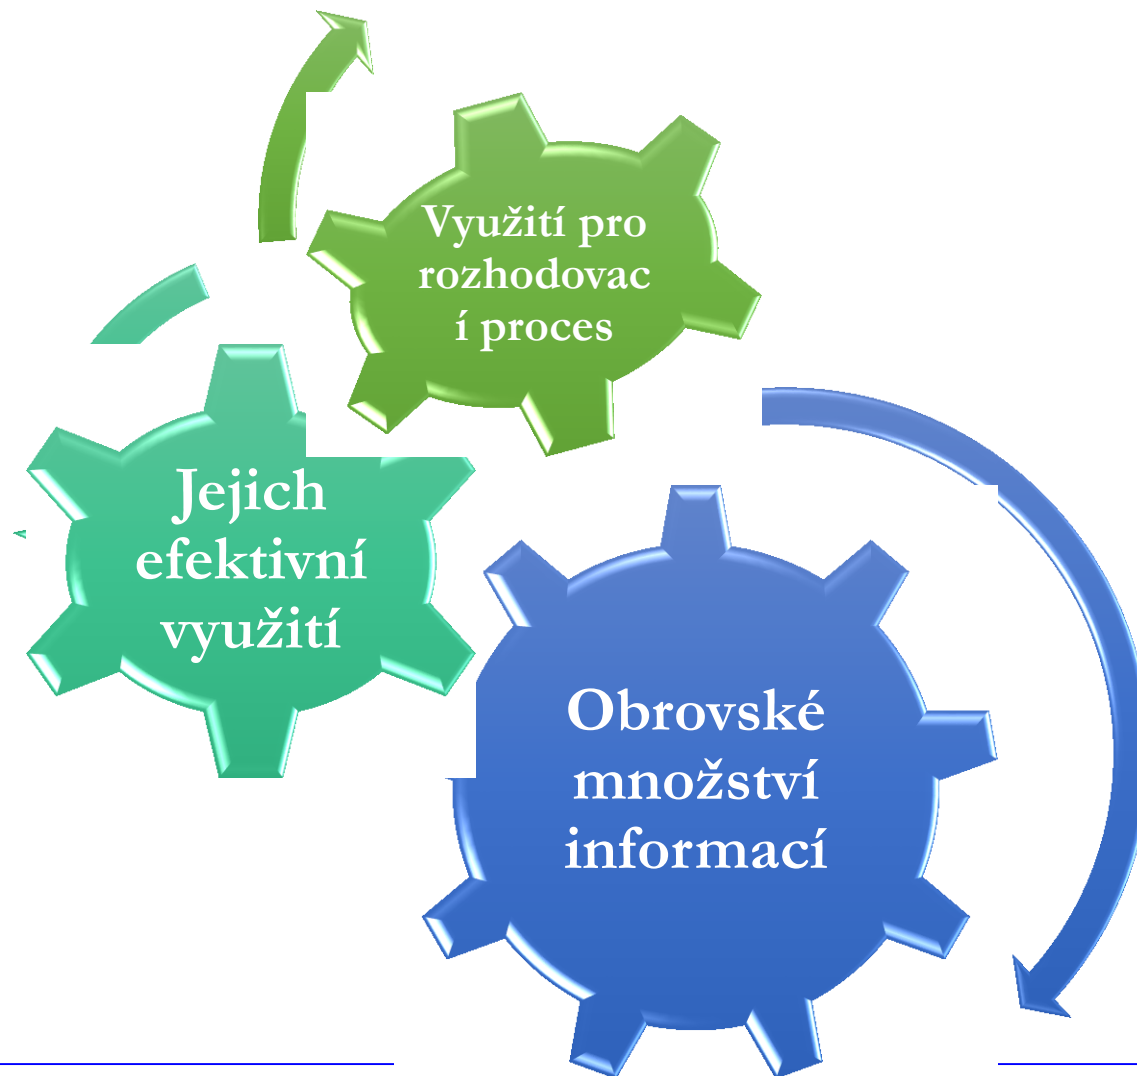 Využití pro
rozhodovac
í proces
Jejich
efektivní
využití
Obrovské
množství
informací